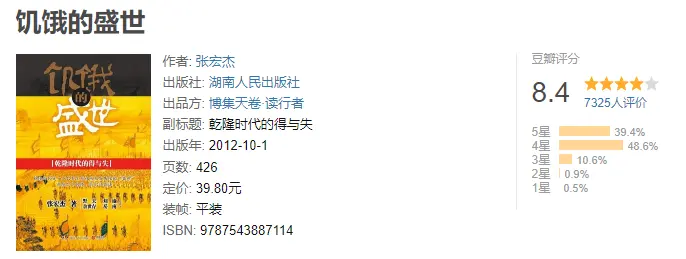 饥饿的盛世
饥饿
的
盛世
[乾隆时代的得与失]
张宏杰 著
作者: 张宏杰
出版社: 湖南人民出版社
出品方: 博集天卷·读行者
副标题: 乾隆时代的得与失
出版年: 2012-10-1
页数: 426
定价: 39.80元
装帧: 平装
ISBN: 9787543887114
豆瓣评分
8.4
7325人评价
5星 39.4%
4星 48.6%
3星 10.6%
2星 0.9%
1星 0.5%